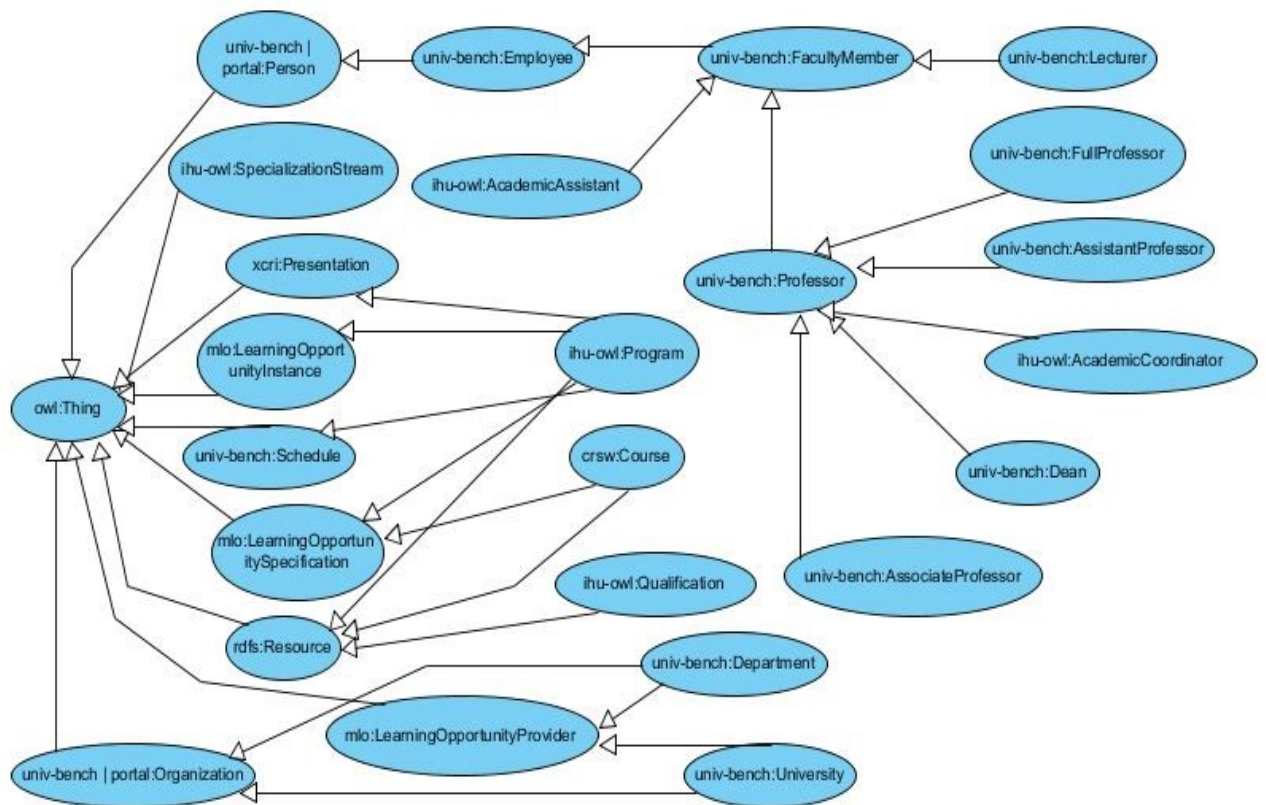 univ-bench |
portal:Person
univ-bench:Employee
univ-bench:FacultyMember
univ-bench:Lecturer
ihu-owl:SpecializationStream
ihu-owl:AcademicAssistant
univ-bench:FullProfessor
xcri:Presentation
univ-bench:AssistantProfessor
univ-bench:Professor
mlo:LearningOpport
unityInstance
ihu-owl:Program
ihu-owl:AcademicCoordinator
owl:Thing
univ-bench:Schedule
crsw:Course
univ-bench:Dean
mlo:LearningOpportun
itySpecification
ihu-owl:Qualification
univ-bench:AssociateProfessor
rdfs:Resource
univ-bench:Department
mlo:LearningOpportunityProvider
univ-bench | portal:Organization
univ-bench:University